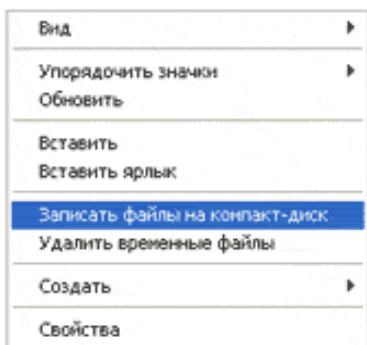 Вид
Упорядочить значки
Обновить
Вставить
Вставить ярлык
Записать файлы на компакт-диск
Удалить временные файлы
Создать
Свойства